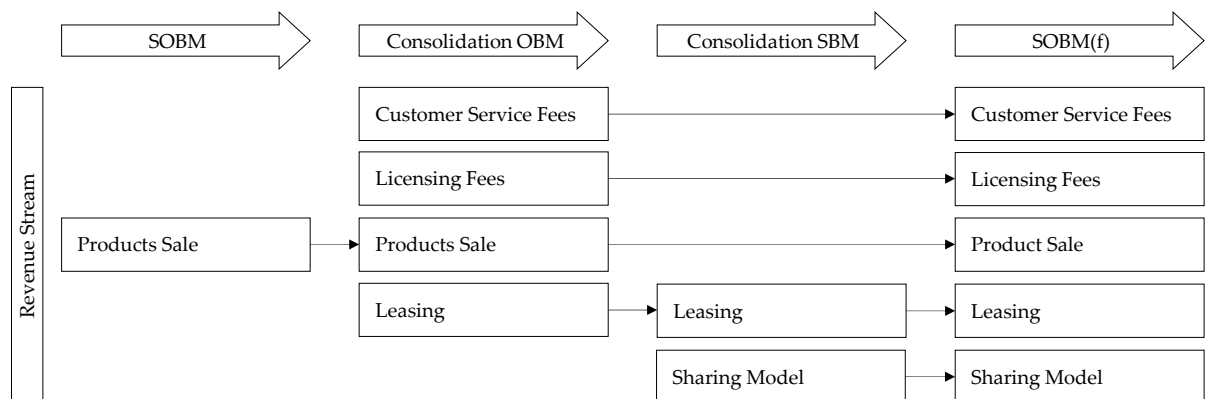 SOBM
Consolidation OBM
Consolidation SBM
SOBM(f)
Revenue Stream
Customer Service Fees
Customer Service Fees
Licensing Fees
Licensing Fees
Products Sale
Products Sale
Product Sale
Leasing
Leasing
Leasing
Sharing Model
Sharing Model